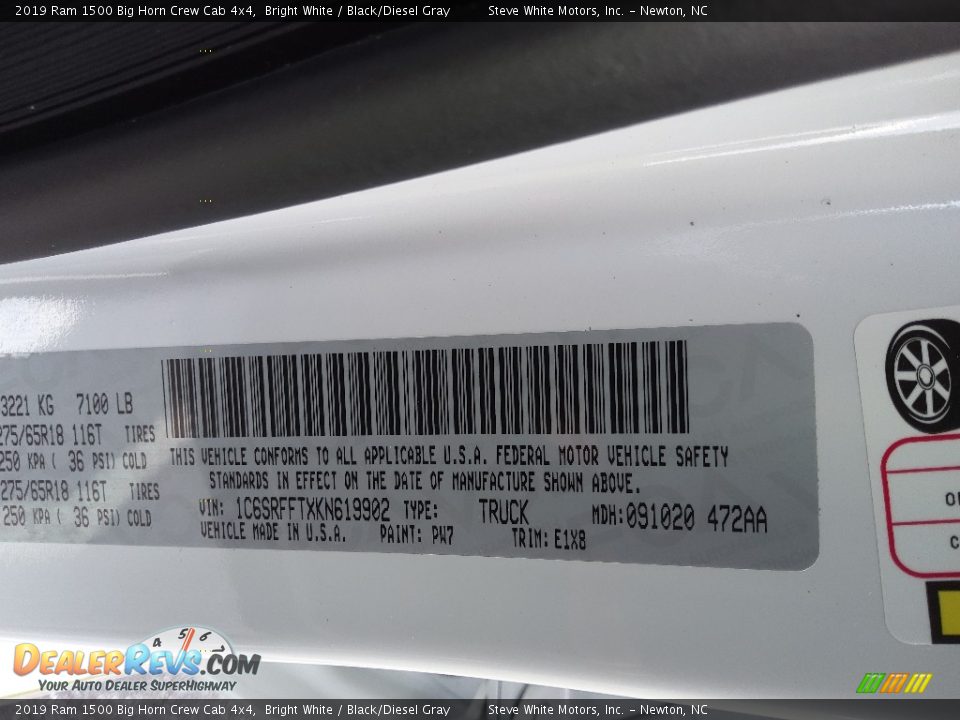 2019 Ram 1500 Big Horn Crew Cab 4x4, Bright White / Black/Diesel Gray Steve White Motors, Inc. – Newton, NC
3221 KG 7100 LB
275/65R18 116T TIRES
250 KPA ( 36 PSI) COLD
275/65R18 116T TIRES
250 KPA ( 36 PSI) COLD
THIS VEHICLE CONFORMS TO ALL APPLICABLE U.S.A. FEDERAL MOTOR VEHICLE SAFETY
STANDARDS IN EFFECT ON THE DATE OF MANUFACTURE SHOWN ABOVE.
VIN: 1C6SRFFTXKN619902 TYPE: TRUCK MDH: 091020 472AA
VEHICLE MADE IN U.S.A. PAINT: PW7 TRIM: E1X8
4 5 6
DealerRevs.com
Your Auto Dealer SuperHighway
2019 Ram 1500 Big Horn Crew Cab 4x4, Bright White / Black/Diesel Gray Steve White Motors, Inc. – Newton, NC